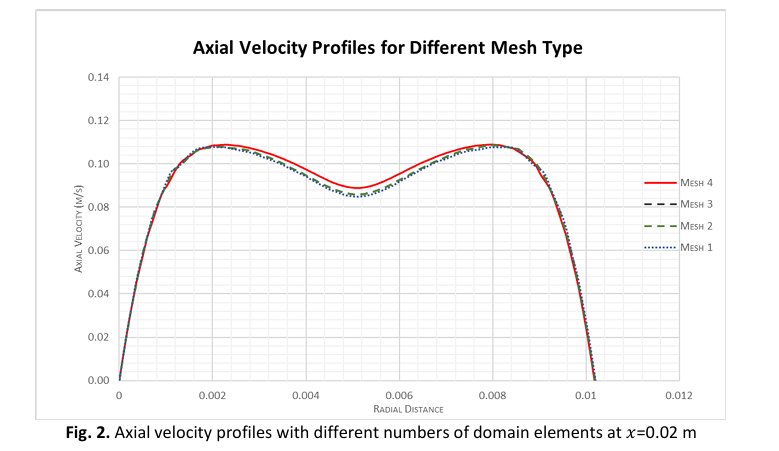 Axial Velocity Profiles for Different Mesh Type
0.14
0.12
0.10
0.08
0.06
0.04
0.02
0.00
Axial Velocity (m/s)
0 0.002 0.004 0.006 0.008 0.01 0.012
Radial Distance
Mesh 4
Mesh 3
Mesh 2
Mesh 1
Fig. 2. Axial velocity profiles with different numbers of domain elements at 𝑥=0.02 m